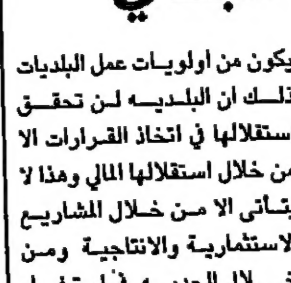 يكون من اولويات عمل البلديات
ذلك ان البلديه لن تحقق
استقلالها في اتخاذ القرارات الا
من خلال استقلالها المالي وهذا لا
يتأتى الا من خلال المشاريع
الاستثمارية والانتاجية ومن